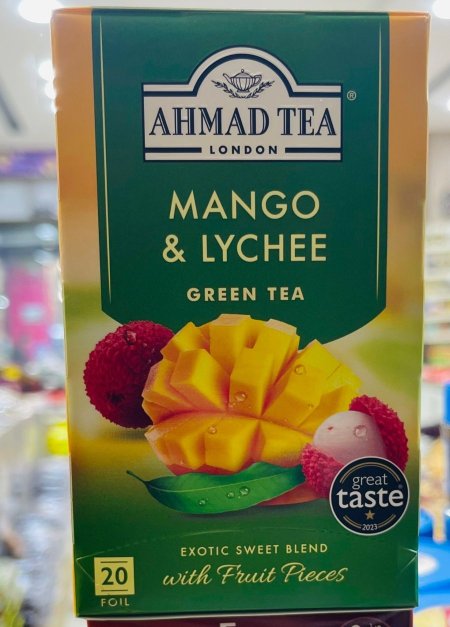 AHMAD TEA®
LONDON
MANGO
& LYCHEE
GREEN TEA
great
taste
2023
EXOTIC SWEET BLEND
with Fruit Pieces
20
FOIL